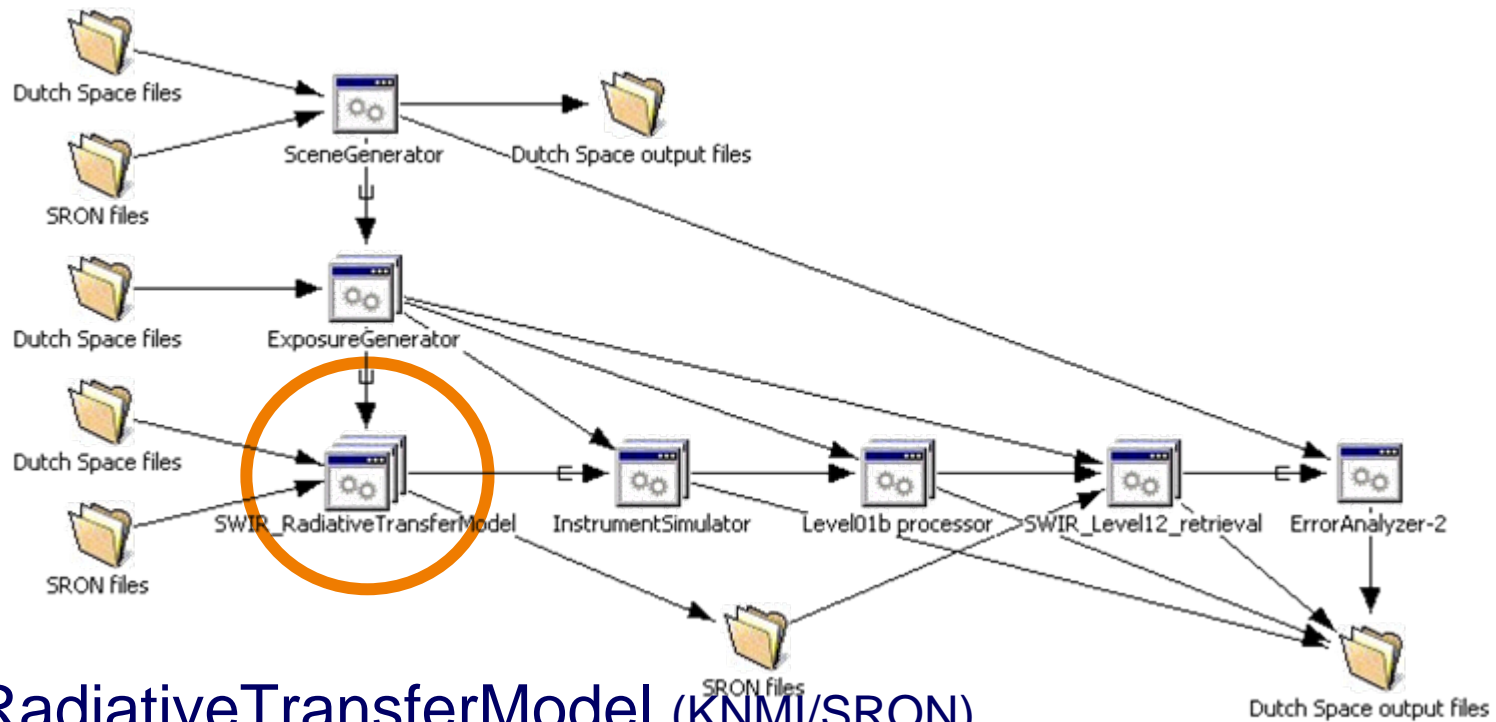 Dutch Space files
SceneGenerator
Dutch Space output files
SRON files
Dutch Space files
ExposureGenerator
Dutch Space files
SRON files
SWIR_RadiativeTransferModel
InstrumentSimulator
Level01b processor
SWIR_Level12_retrieval
ErrorAnalyzer-2
SRON files
Dutch Space output files
RadiativeTransferModel (KNMI/SRON)